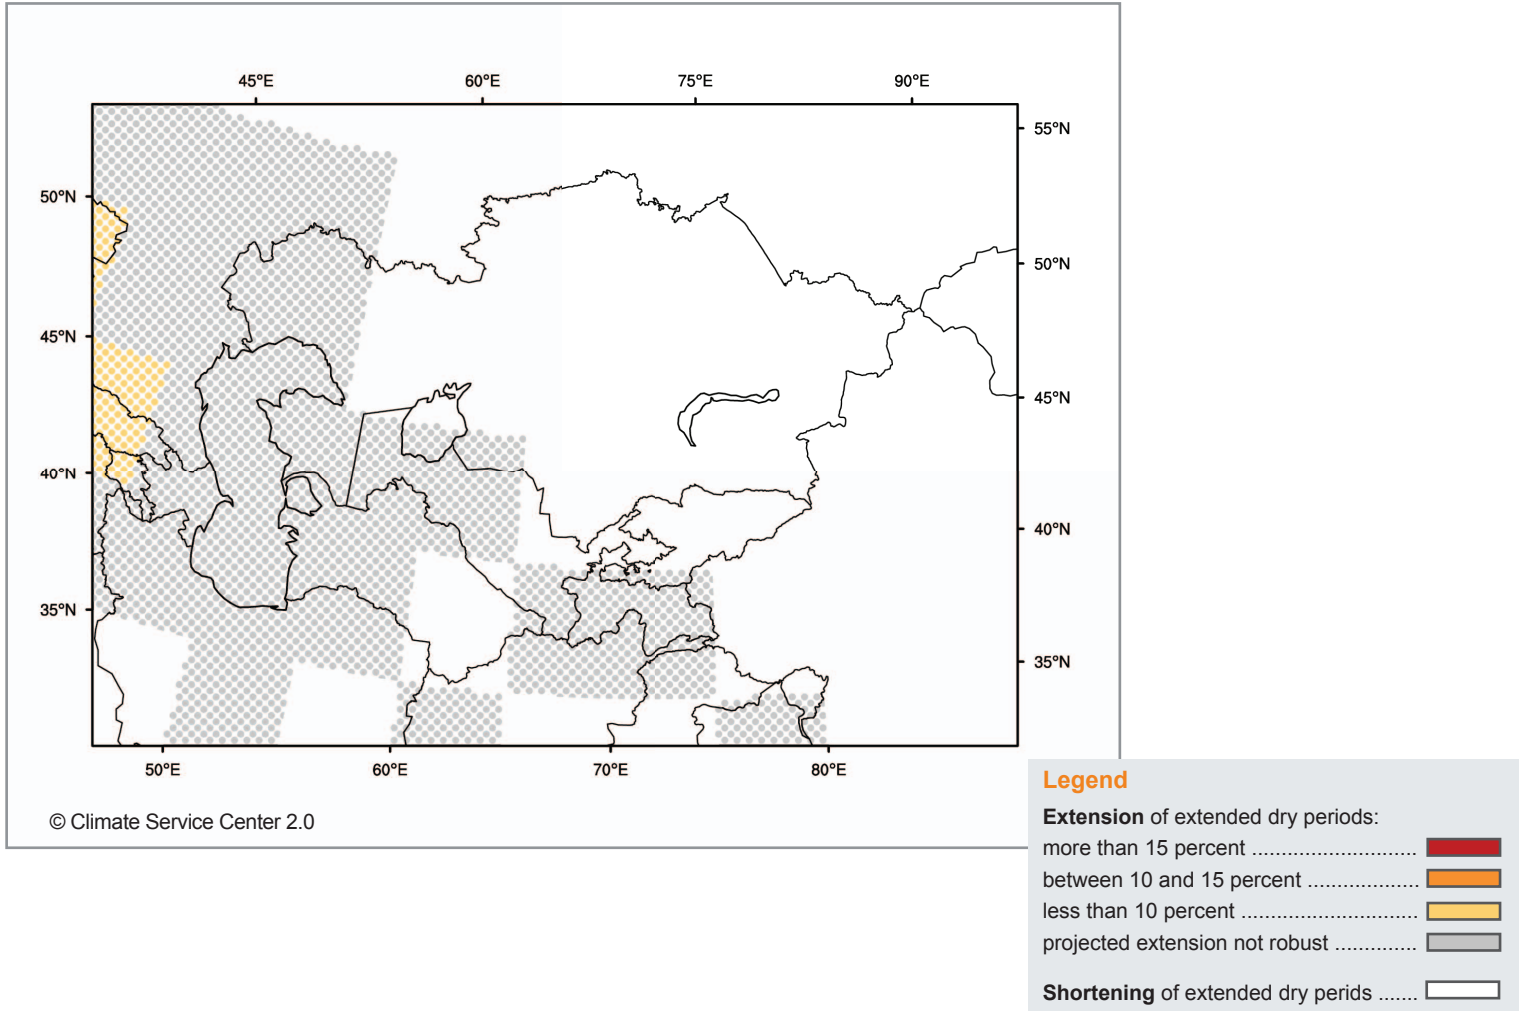 45°E 60°E 75°E 90°E
55°N
50°N
50°N
45°N
45°N
40°N
40°N
35°N
35°N
50°E 60°E 70°E 80°E
© Climate Service Center 2.0
Legend
Extension of extended dry periods:
more than 15 percent ...........................
between 10 and 15 percent ...................
less than 10 percent .............................
projected extension not robust ..............
Shortening of extended dry perids .......